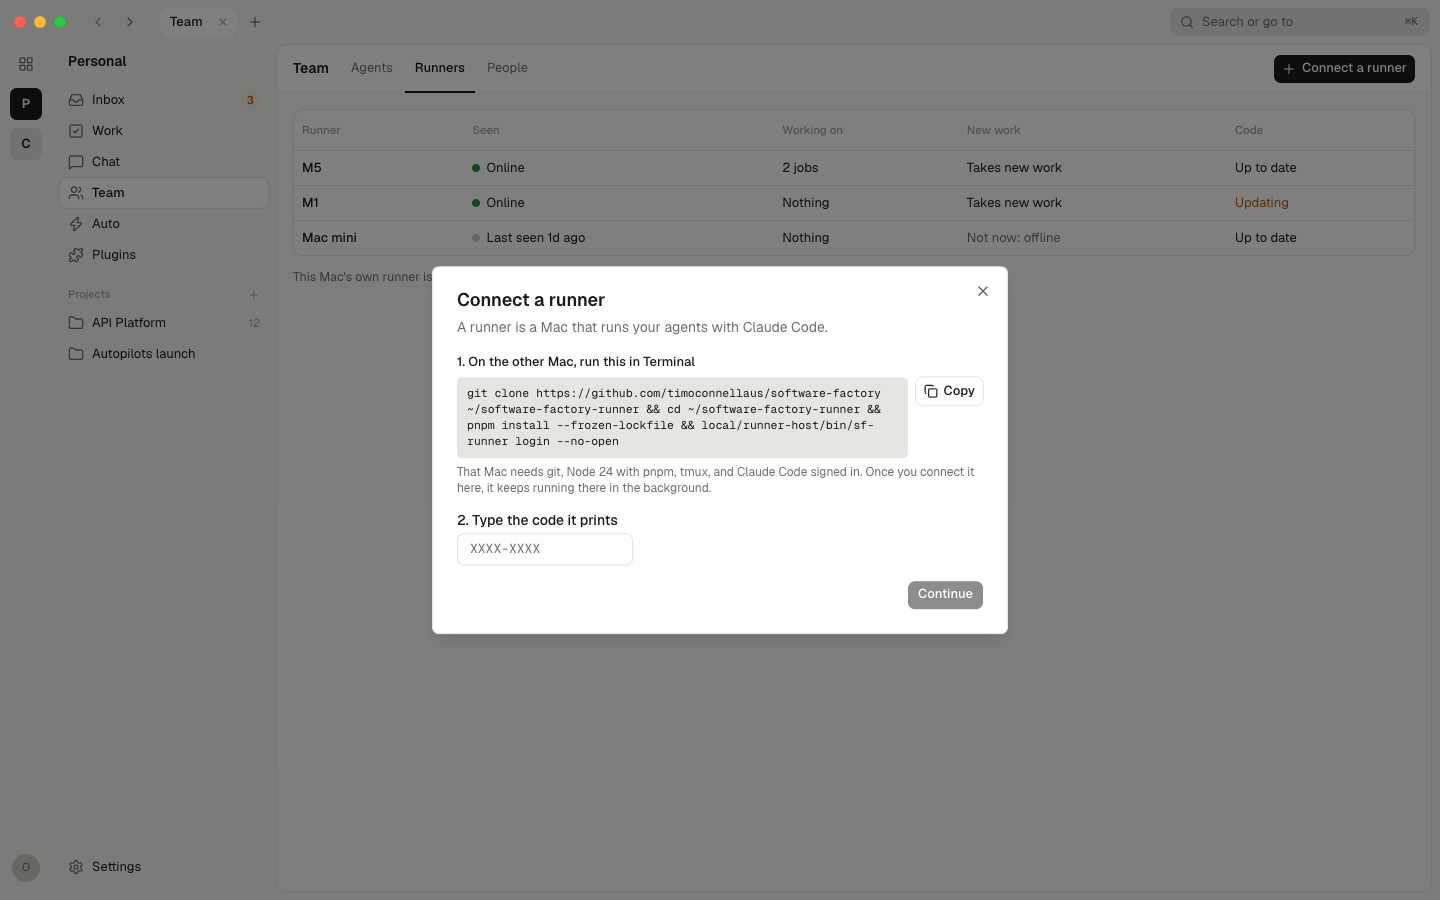 Team
Search or go to
⌘K
Personal
P
C
Inbox
3
Work
Chat
Team
Auto
Plugins
Projects
API Platform
12
Autopilots launch
O
Settings
Team
Agents
Runners
People
Connect a runner
Runner
Seen
Working on
New work
Code
M5
Online
2 jobs
Takes new work
Up to date
M1
Online
Nothing
Takes new work
Updating
Mac mini
Last seen 1d ago
Nothing
Not now: offline
Up to date
This Mac's own runner is
Connect a runner
A runner is a Mac that runs your agents with Claude Code.
1. On the other Mac, run this in Terminal
git clone https://github.com/timoconnellaus/software-factory
~/software-factory-runner && cd ~/software-factory-runner &&
pnpm install --frozen-lockfile && local/runner-host/bin/sf-
runner login --no-open
Copy
That Mac needs git, Node 24 with pnpm, tmux, and Claude Code signed in. Once you connect it
here, it keeps running there in the background.
2. Type the code it prints
XXXX-XXXX
Continue